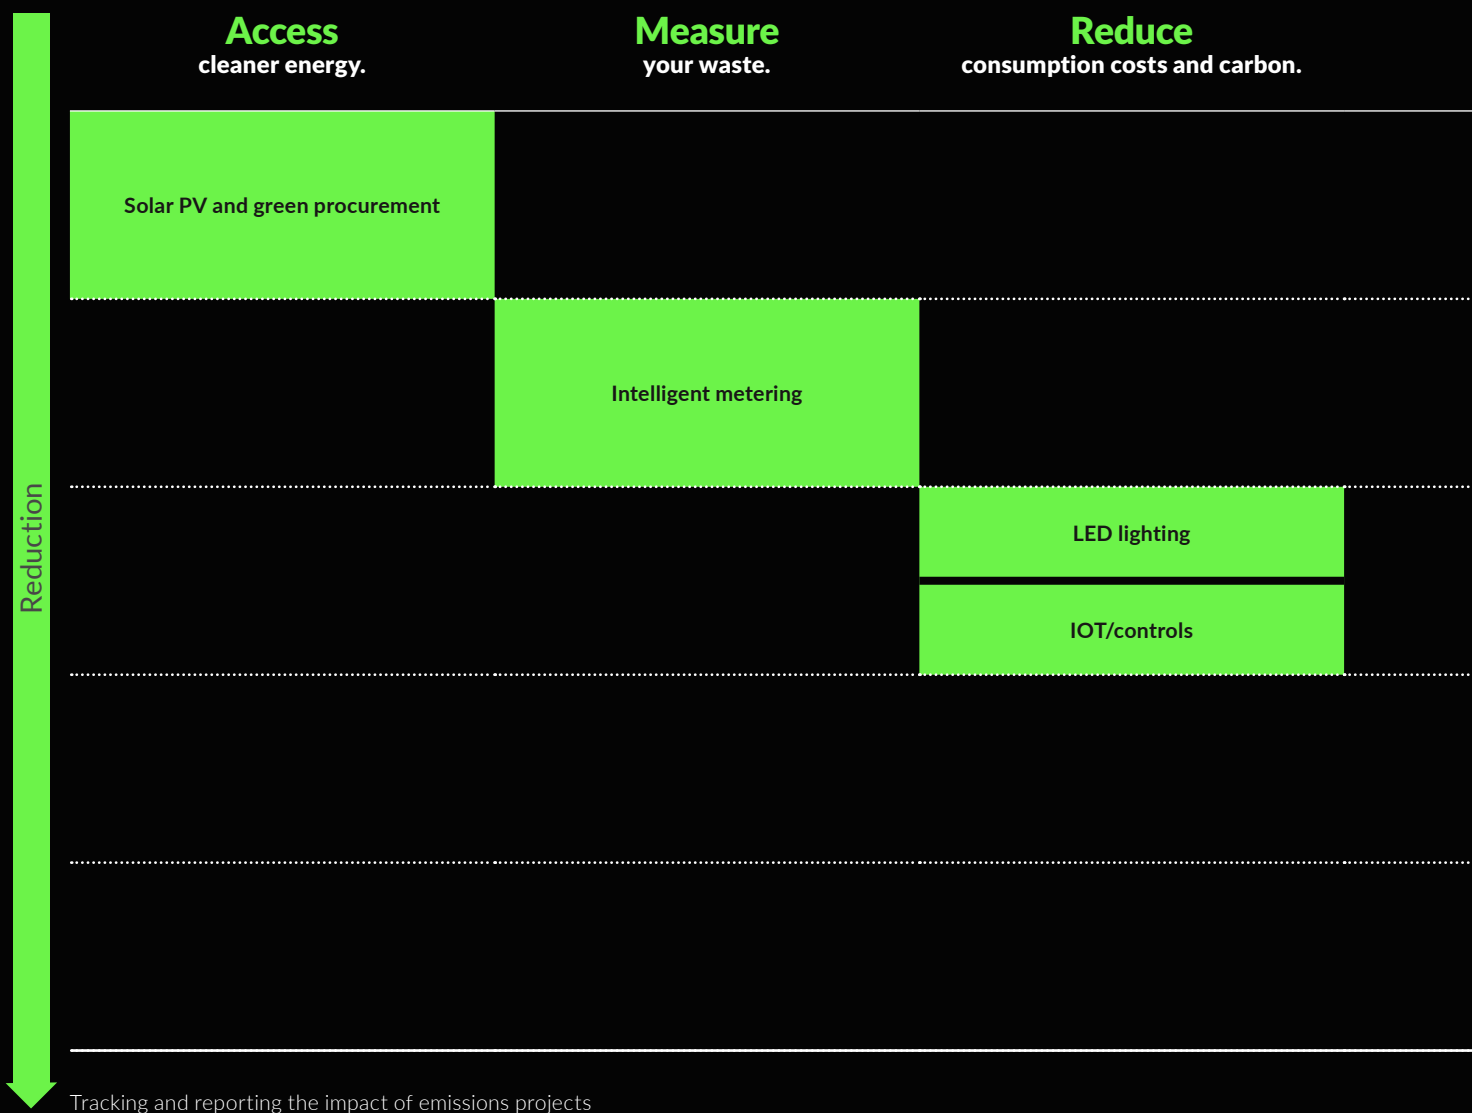 Access
cleaner energy.
Measure
your waste.
Reduce
consumption costs and carbon.
Solar PV and green procurement
Intelligent metering
LED lighting
IOT/controls
Reduction
Tracking and reporting the impact of emissions projects